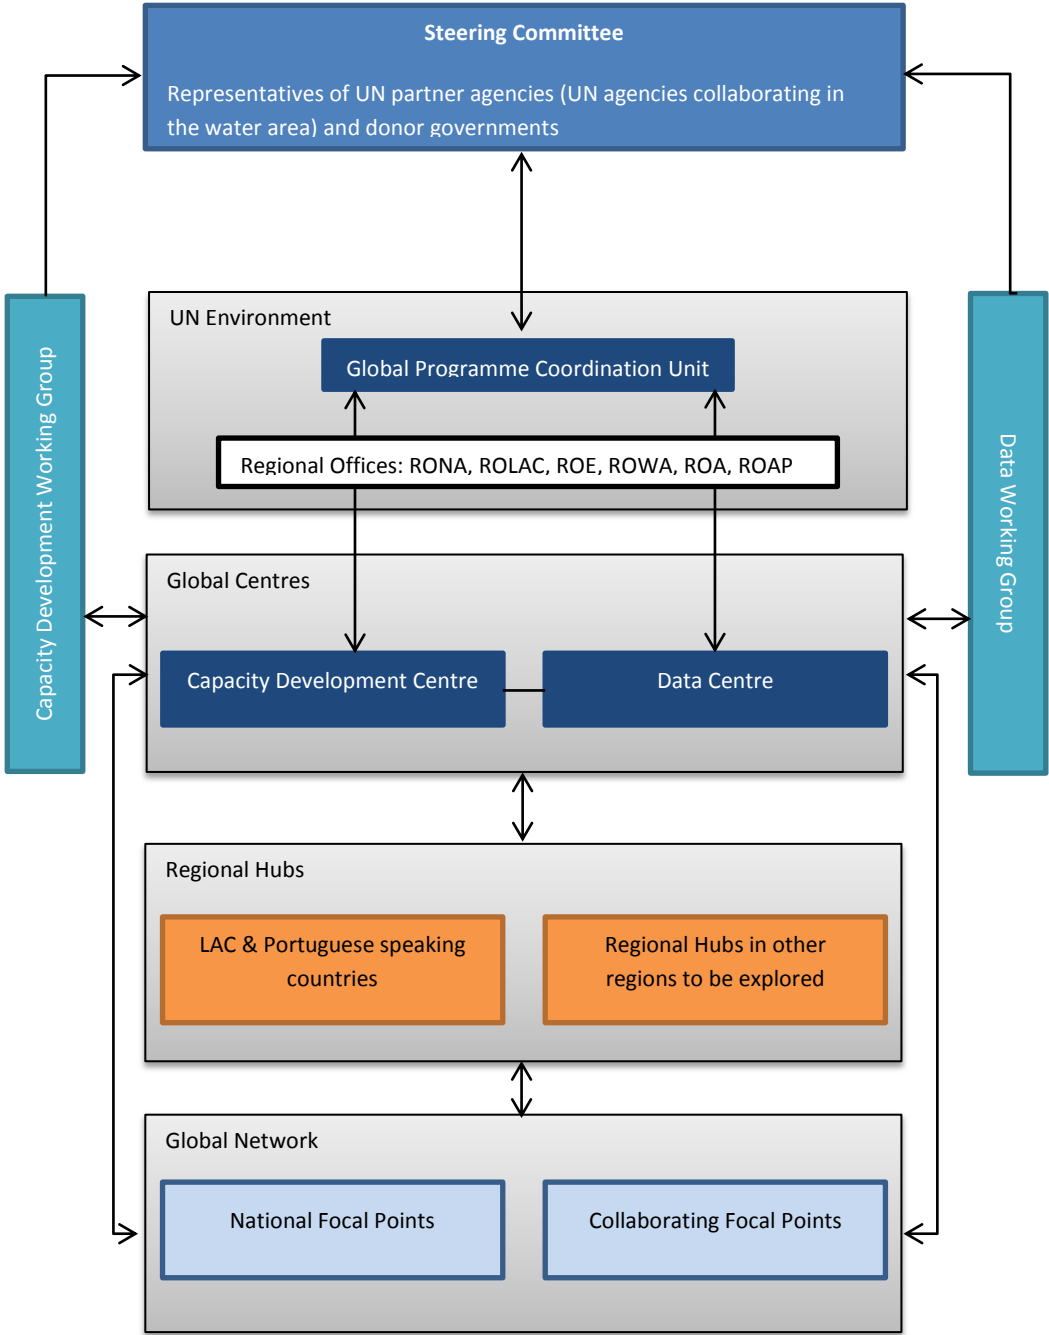 Steering Committee
Representatives of UN partner agencies (UN agencies collaborating in
the water area) and donor governments
Capacity Development Working Group
Data Working Group
UN Environment
Global Programme Coordination Unit
Regional Offices: RONA, ROLAC, ROE, ROWA, ROA, ROAP
Global Centres
Capacity Development Centre
Data Centre
Regional Hubs
LAC & Portuguese speaking
countries
Regional Hubs in other
regions to be explored
Global Network
National Focal Points
Collaborating Focal Points